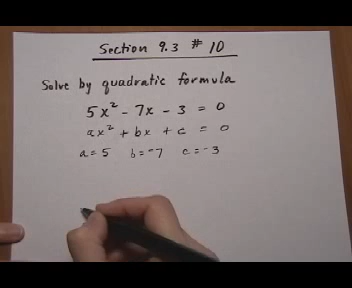 Section 9.3 # 10
Solve by quadratic formula
5x² - 7x - 3 = 0
ax² + bx + c = 0
a = 5 b = -7 c = -3